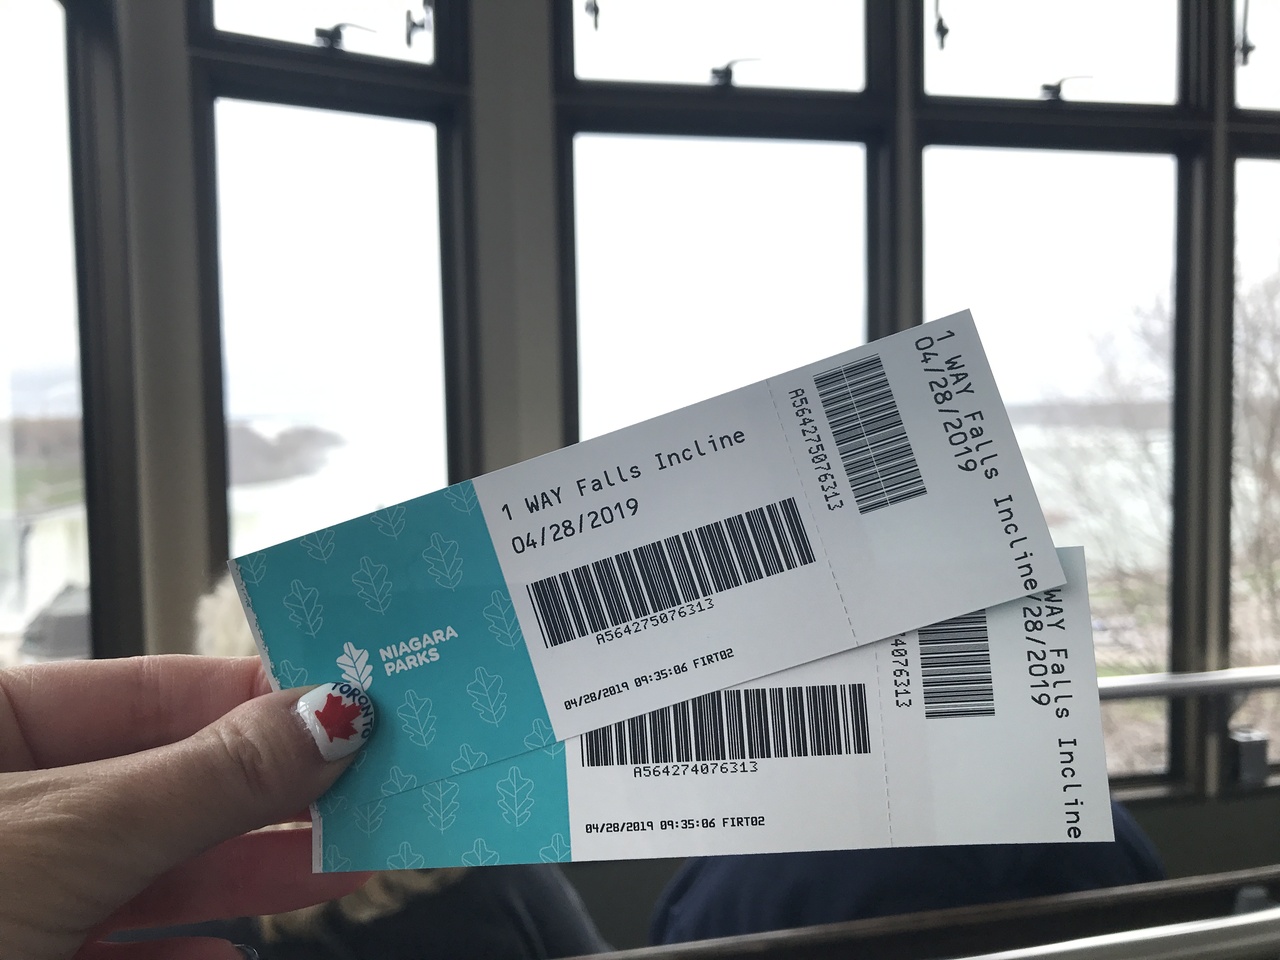 1 WAY Falls Incline
04/28/2019
A564275076313
04/28/2019 09:35:06 FIRT02
NIAGARA
PARKS
TORONTO
A564275076313
1 WAY Falls Incline
04/28/2019
A564274076313
04/28/2019 09:35:06 FIRT02
4076313
WAY Falls Incline
/28/2019